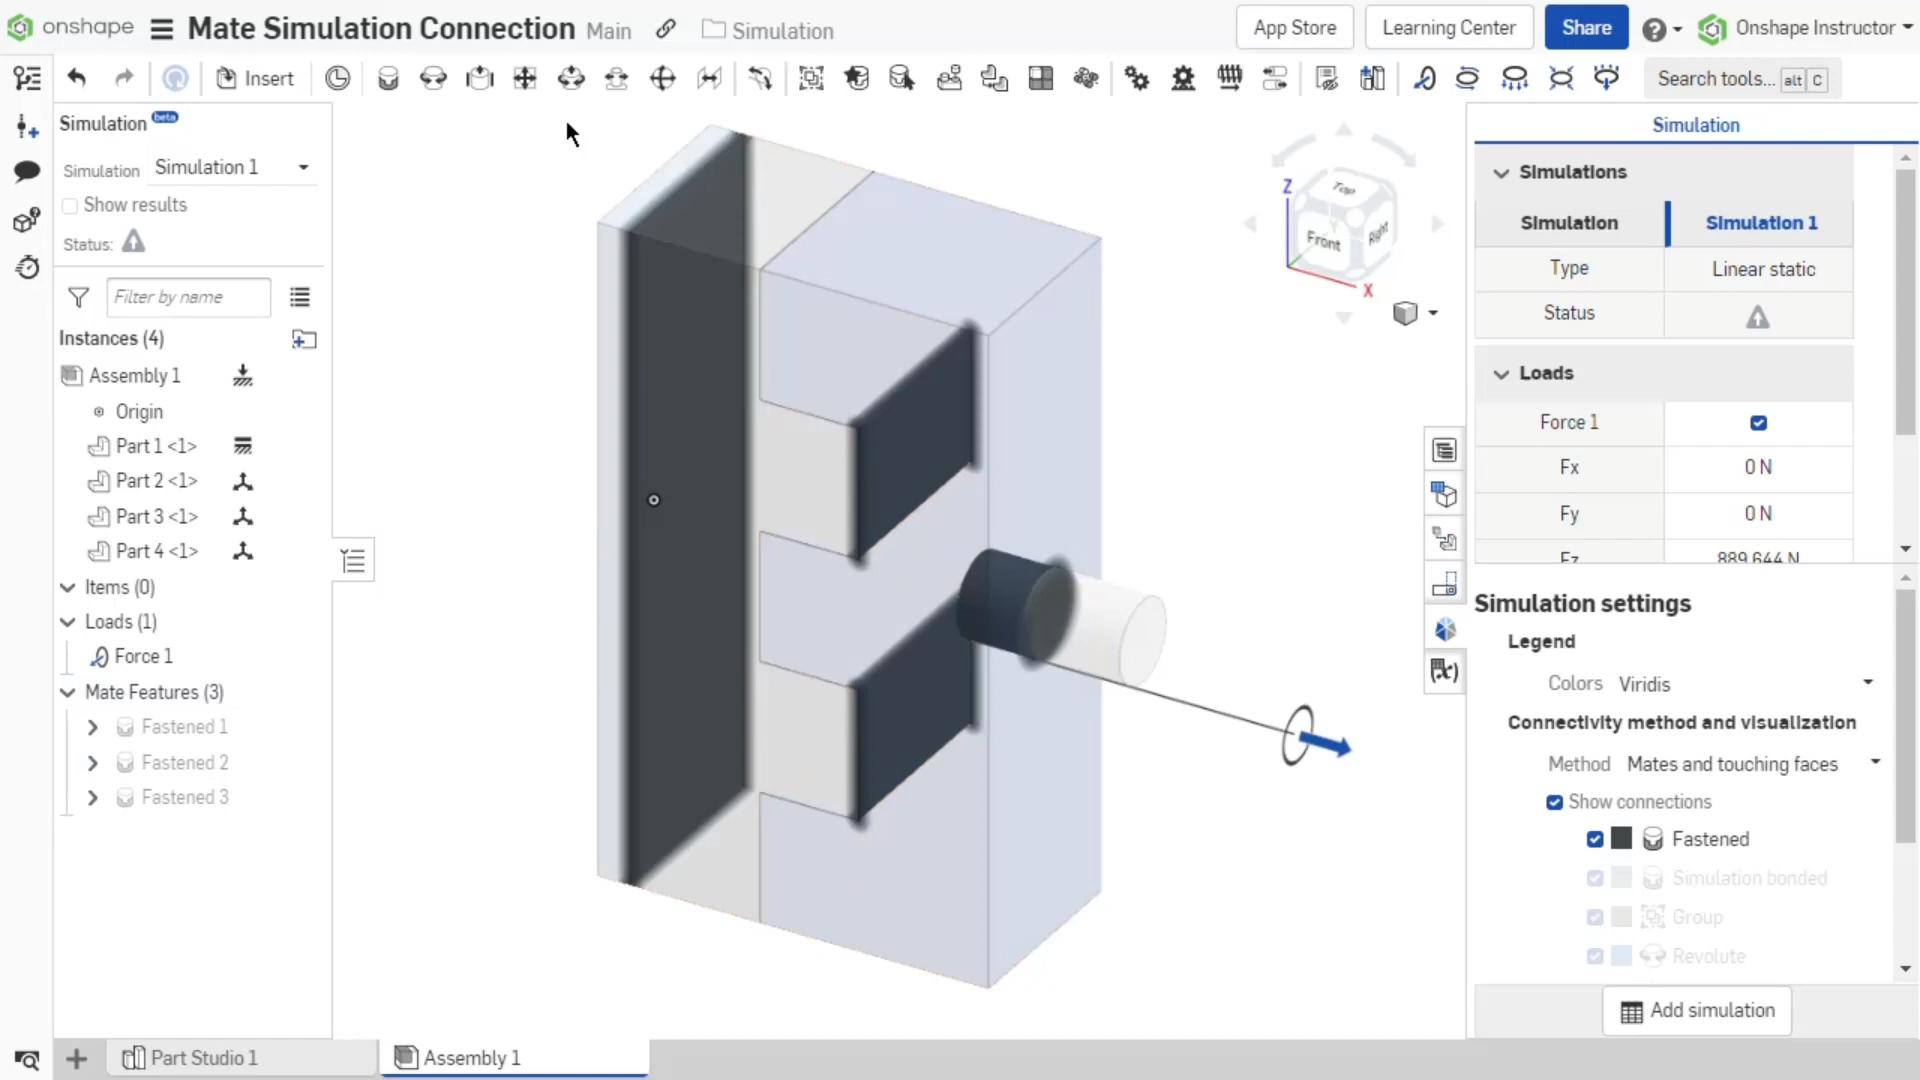 onshape
Mate Simulation Connection Main
Simulation
App Store
Learning Center
Share
Onshape Instructor
Insert
Search tools... alt C
Simulation beta
Simulation Simulation 1
Show results
Status:
Filter by name
Instances (4)
Assembly 1
Origin
Part 1 <1>
Part 2 <1>
Part 3 <1>
Part 4 <1>
Items (0)
Loads (1)
Force 1
Mate Features (3)
Fastened 1
Fastened 2
Fastened 3
Z
Top
Front
Right
Y
X
Simulation
Simulations
Simulation Simulation 1
Type Linear static
Status
Loads
Force 1
Fx 0 N
Fy 0 N
Fz 889.644 N
Simulation settings
Legend
Colors Viridis
Connectivity method and visualization
Method Mates and touching faces
Show connections
Fastened
Simulation bonded
Group
Revolute
Add simulation
(x)
Part Studio 1
Assembly 1